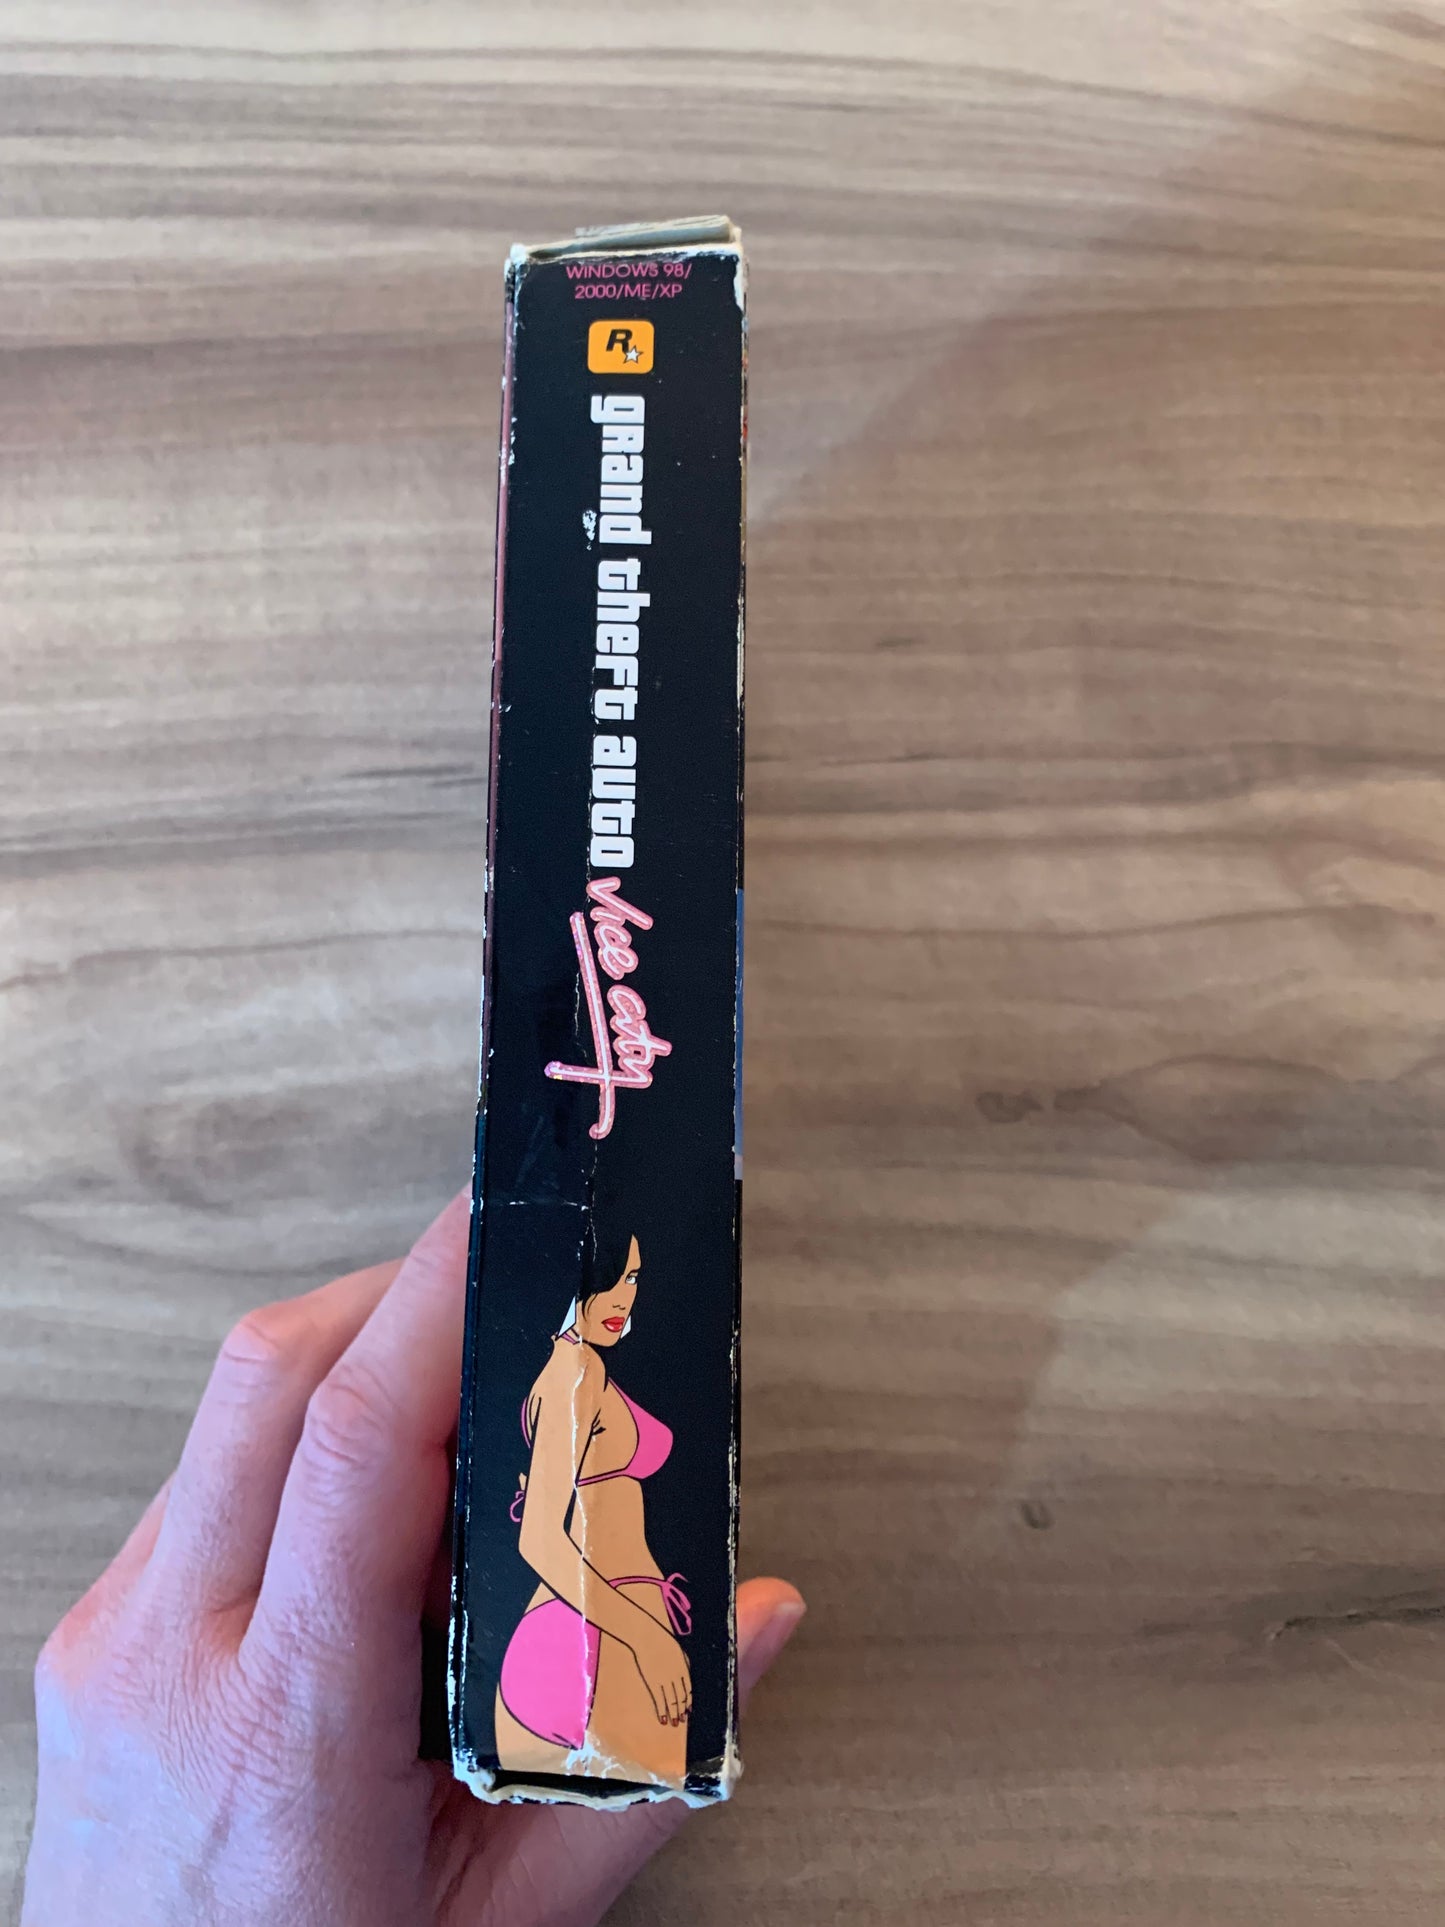 WINDOWS 98/
2000/ME/XP
R
grand theft auto
vice city